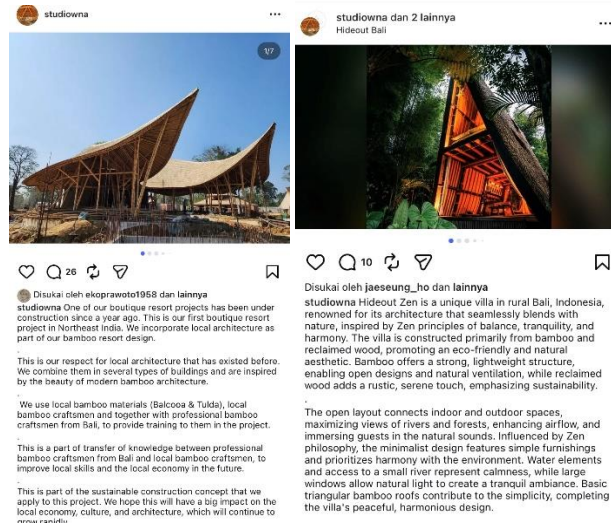 studiowna
1/7
26
Disukai oleh ekoprawoto1958 dan lainnya
studiowna One of our boutique resort projects has been under
construction since a year ago. This is our first boutique resort
project in Northeast India. We incorporate local architecture as
part of our bamboo resort design.
.
This is our respect for local architecture that has existed before.
We combine them in several types of buildings and are inspired
by the beauty of modern bamboo architecture.
.
We use local bamboo materials (Balcooa & Tulda), local
bamboo craftsmen and together with professional bamboo
craftsmen from Bali, to provide training to them in the project.
.
This is a part of transfer of knowledge between professional
bamboo craftsmen from Bali and local bamboo craftsmen, to
improve local skills and the local economy in the future.
.
This is part of the sustainable construction concept that we
apply to this project. We hope this will have a big impact on the
local economy, culture, and architecture, which will continue to
grow rapidly
studiowna dan 2 lainnya
Hideout Bali
10
Disukai oleh jaeseung_ho dan lainnya
studiowna Hideout Zen is a unique villa in rural Bali, Indonesia,
renowned for its architecture that seamlessly blends with
nature, inspired by Zen principles of balance, tranquility, and
harmony. The villa is constructed primarily from bamboo and
reclaimed wood, promoting an eco-friendly and natural
aesthetic. Bamboo offers a strong, lightweight structure,
enabling open designs and natural ventilation, while reclaimed
wood adds a rustic, serene touch, emphasizing sustainability.
.
The open layout connects indoor and outdoor spaces,
maximizing views of rivers and forests, enhancing airflow, and
immersing guests in the natural sounds. Influenced by Zen
philosophy, the minimalist design features simple furnishings
and prioritizes harmony with the environment. Water elements
and access to a small river represent calmness, while large
windows allow natural light to create a tranquil ambiance. Basic
triangular bamboo roofs contribute to the simplicity, completing
the villa's peaceful, harmonious design.